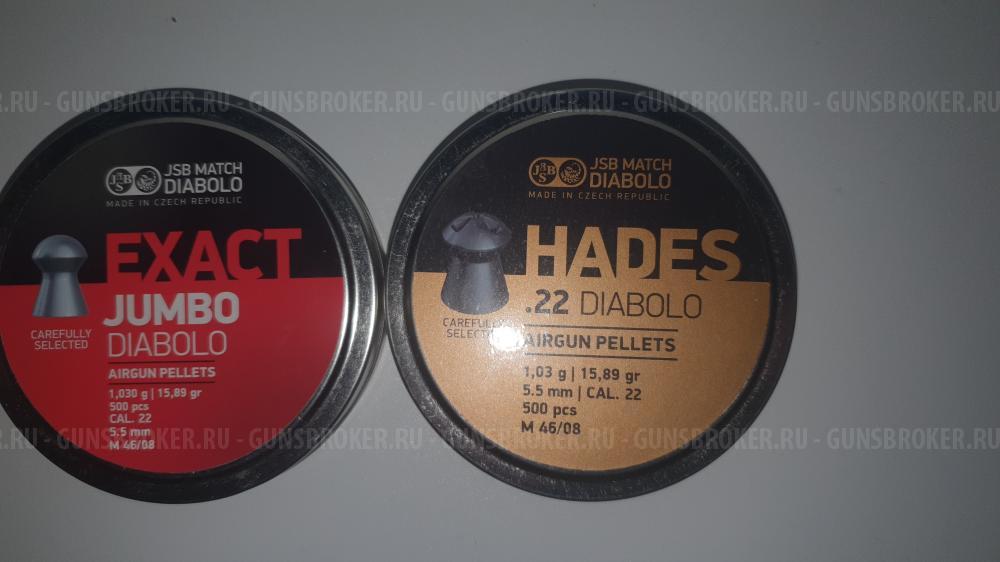 .RU - GUNSBROKER.RU - GUNSBROKER.RU - GUNSBROKER.RU - GUNSBROKER.RU - GUNSBROKER.RU
JSB
JSB MATCH
DIABOLO
MADE IN CZECH REPUBLIC
EXACT
JUMBO
DIABOLO
CAREFULLY
SELECTED
AIRGUN PELLETS
1,030 g | 15,89 gr
500 pcs
CAL. 22
5.5 mm
M 46/08
JSB
JSB MATCH
DIABOLO
MADE IN CZECH REPUBLIC
HADES
.22 DIABOLO
CAREFULLY
SELECTED
AIRGUN PELLETS
1,03 g | 15,89 gr
5.5 mm | CAL. 22
500 pcs
M 46/08
.RU - GUNSBROKER.RU - GUNSBROKER.RU - GUNSBROKER.RU - GUNSBROKER.RU - GUNSBROKER.RU